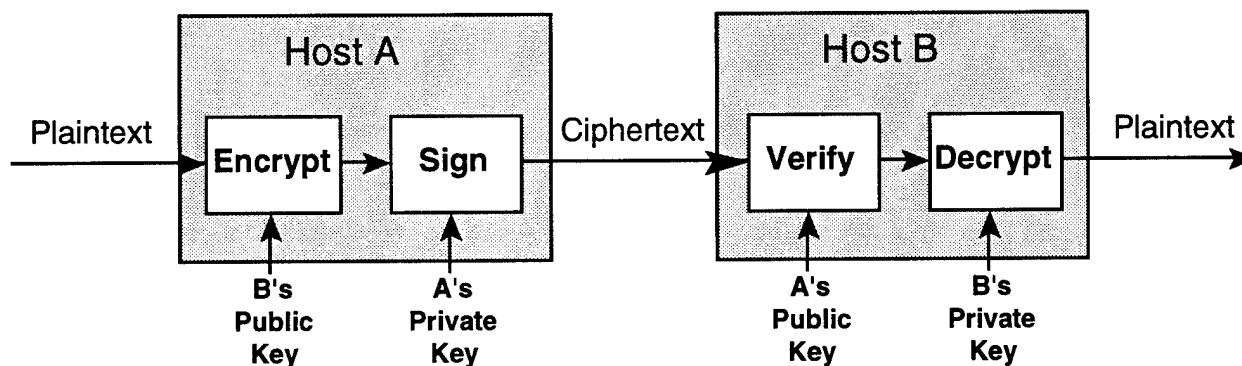 Host A
Host B
Plaintext
Ciphertext
Plaintext
Encrypt
Sign
Verify
Decrypt
B's
Public
Key
A's
Private
Key
A's
Public
Key
B's
Private
Key